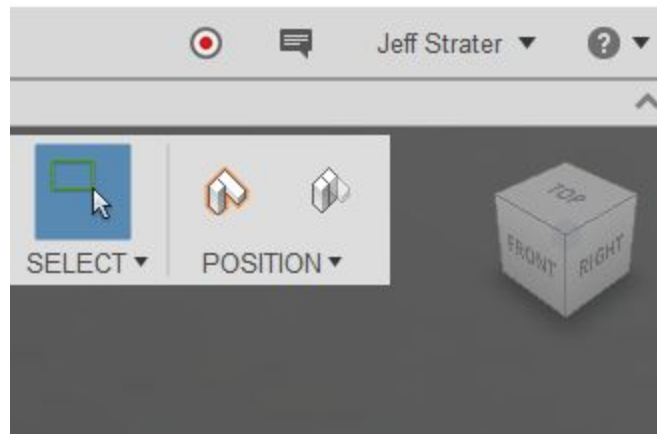 Jeff Strater
SELECT
POSITION
TOP
FRONT
RIGHT